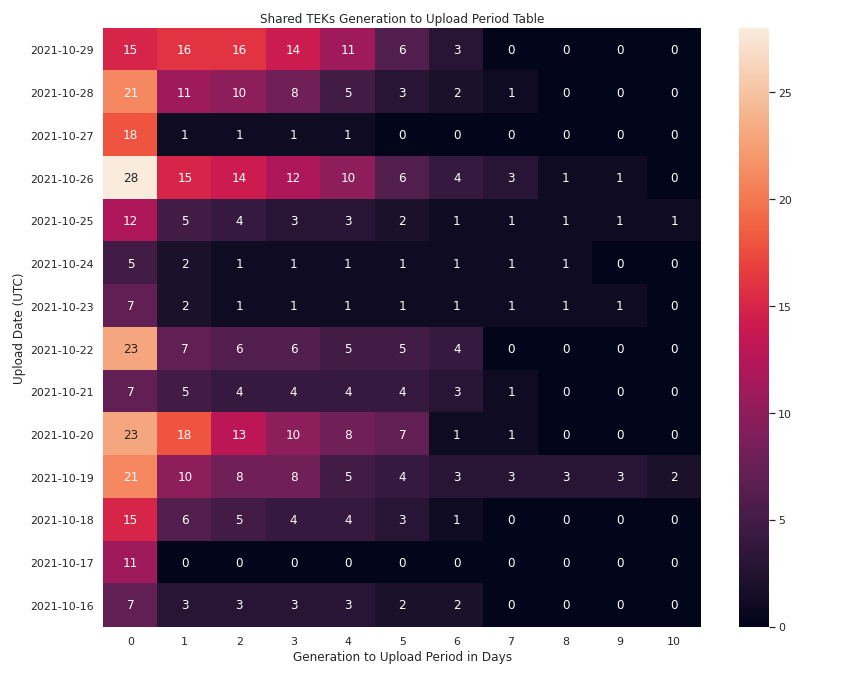 Shared TEKs Generation to Upload Period Table
Upload Date (UTC)
2021-10-29 15 16 16 14 11 6 3 0 0 0 0
2021-10-28 21 11 10 8 5 3 2 1 0 0 0
2021-10-27 18 1 1 1 1 0 0 0 0 0 0
2021-10-26 28 15 14 12 10 6 4 3 1 1 0
2021-10-25 12 5 4 3 3 2 1 1 1 1 1
2021-10-24 5 2 1 1 1 1 1 1 1 0 0
2021-10-23 7 2 1 1 1 1 1 1 1 1 0
2021-10-22 23 7 6 6 5 5 4 0 0 0 0
2021-10-21 7 5 4 4 4 4 3 1 0 0 0
2021-10-20 23 18 13 10 8 7 1 1 0 0 0
2021-10-19 21 10 8 8 5 4 3 3 3 3 2
2021-10-18 15 6 5 4 4 3 1 0 0 0 0
2021-10-17 11 0 0 0 0 0 0 0 0 0 0
2021-10-16 7 3 3 3 3 2 2 0 0 0 0
0 1 2 3 4 5 6 7 8 9 10
Generation to Upload Period in Days
25
20
15
10
5
0